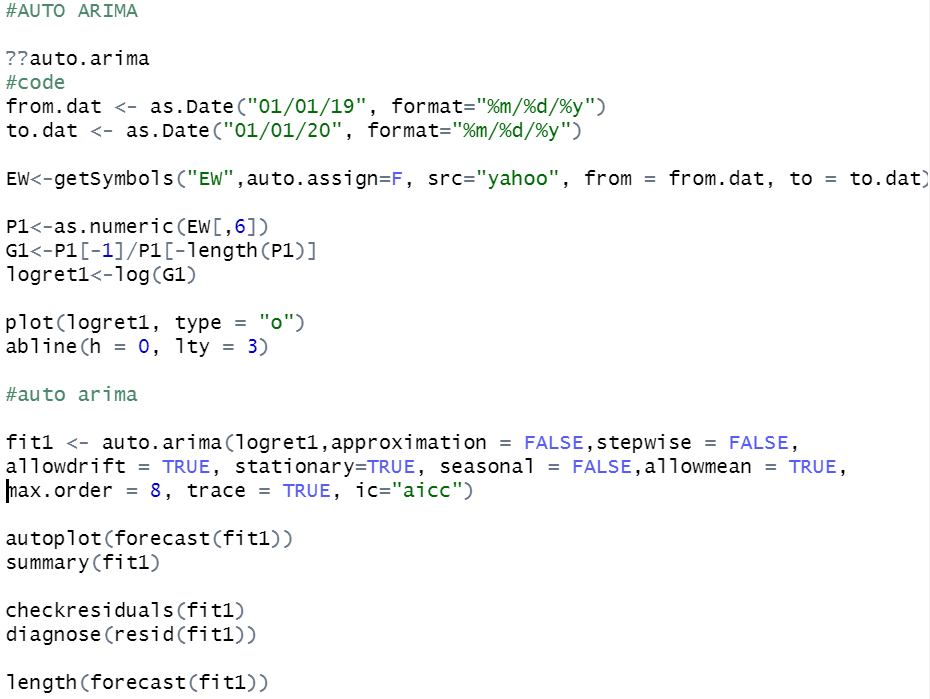 #AUTO ARIMA
??auto.arima
#code
from.dat <- as.Date("01/01/19", format="%m/%d/%y")
to.dat <- as.Date("01/01/20", format="%m/%d/%y")
EW<-getSymbols("EW",auto.assign=F, src="yahoo", from = from.dat, to = to.dat)
P1<-as.numeric(EW[,6])
G1<-P1[-1]/P1[-length(P1)]
logret1<-log(G1)
plot(logret1, type = "o")
abline(h = 0, lty = 3)
#auto arima
fit1 <- auto.arima(logret1,approximation = FALSE,stepwise = FALSE,
allowdrift = TRUE, stationary=TRUE, seasonal = FALSE,allowmean = TRUE,
max.order = 8, trace = TRUE, ic="aicc")
autoplot(forecast(fit1))
summary(fit1)
checkresiduals(fit1)
diagnose(resid(fit1))
length(forecast(fit1))